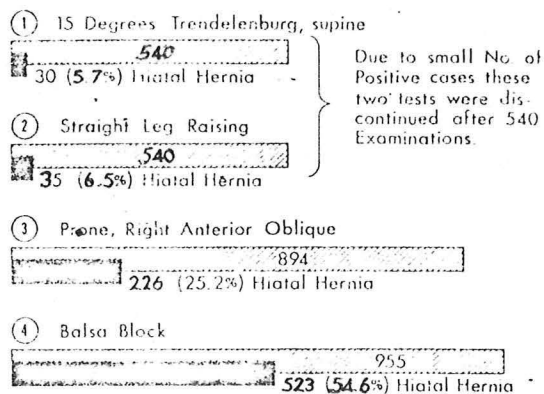 1 15 Degrees Trendelenburg, supine
540
30 (5.7%) Hiatal Hernia
Due to small No. of
Positive cases these
two tests were dis-
continued after 540
Examinations.
2 Straight Leg Raising
540
35 (6.5%) Hiatal Hernia
3 Prone, Right Anterior Oblique
894
226 (25.2%) Hiatal Hernia
4 Balsa Block
955
523 (54.6%) Hiatal Hernia